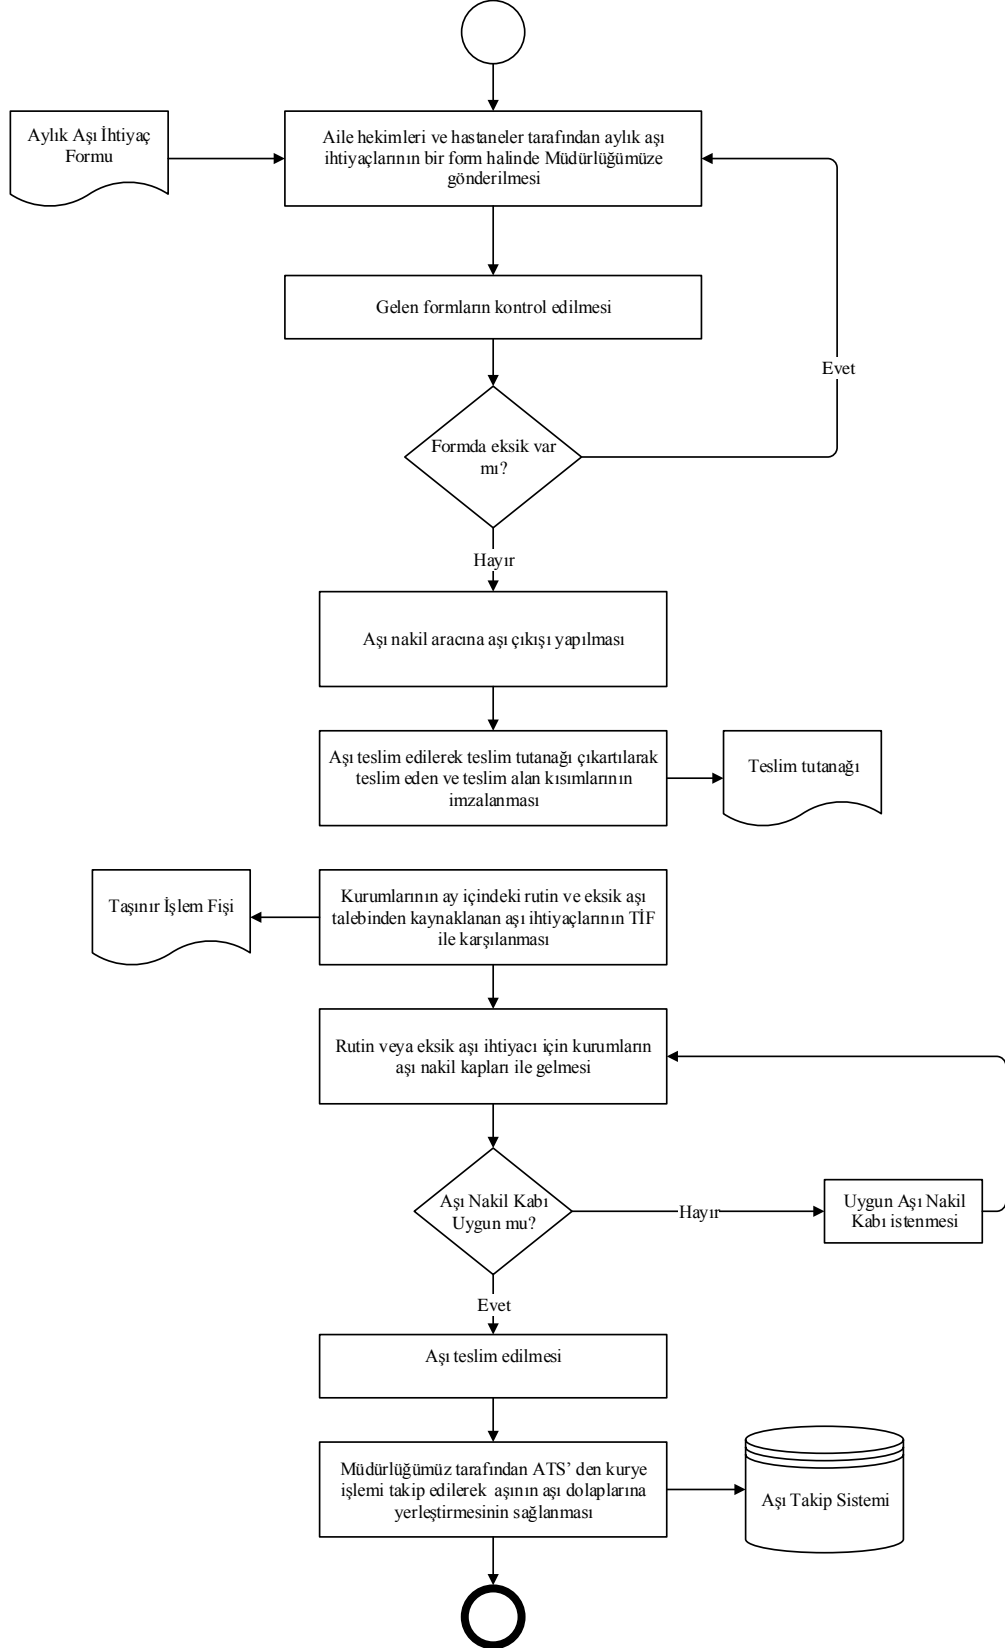 Aylık Aşı İhtiyaç
Formu
Aile hekimleri ve hastaneler tarafından aylık aşı
ihtiyaçlarının bir form halinde Müdürlüğümüze
gönderilmesi
Gelen formların kontrol edilmesi
Evet
Formda eksik var
mı?
Hayır
Aşı nakil aracına aşı çıkışı yapılması
Aşı teslim edilerek teslim tutanağı çıkartılarak
teslim eden ve teslim alan kısımlarının
imzalanması
Teslim tutanağı
Taşınır İşlem Fişi
Kurumlarının ay içindeki rutin ve eksik aşı
talebinden kaynaklanan aşı ihtiyaçlarının TİF
ile karşılanması
Rutin veya eksik aşı ihtiyacı için kurumların
aşı nakil kapları ile gelmesi
Aşı Nakil Kabı
Uygun mu?
Hayır
Uygun Aşı Nakil
Kabı istenmesi
Evet
Aşı teslim edilmesi
Müdürlüğümüz tarafından ATS’ den kurye
işlemi takip edilerek aşının aşı dolaplarına
yerleştirmesinin sağlanması
Aşı Takip Sistemi